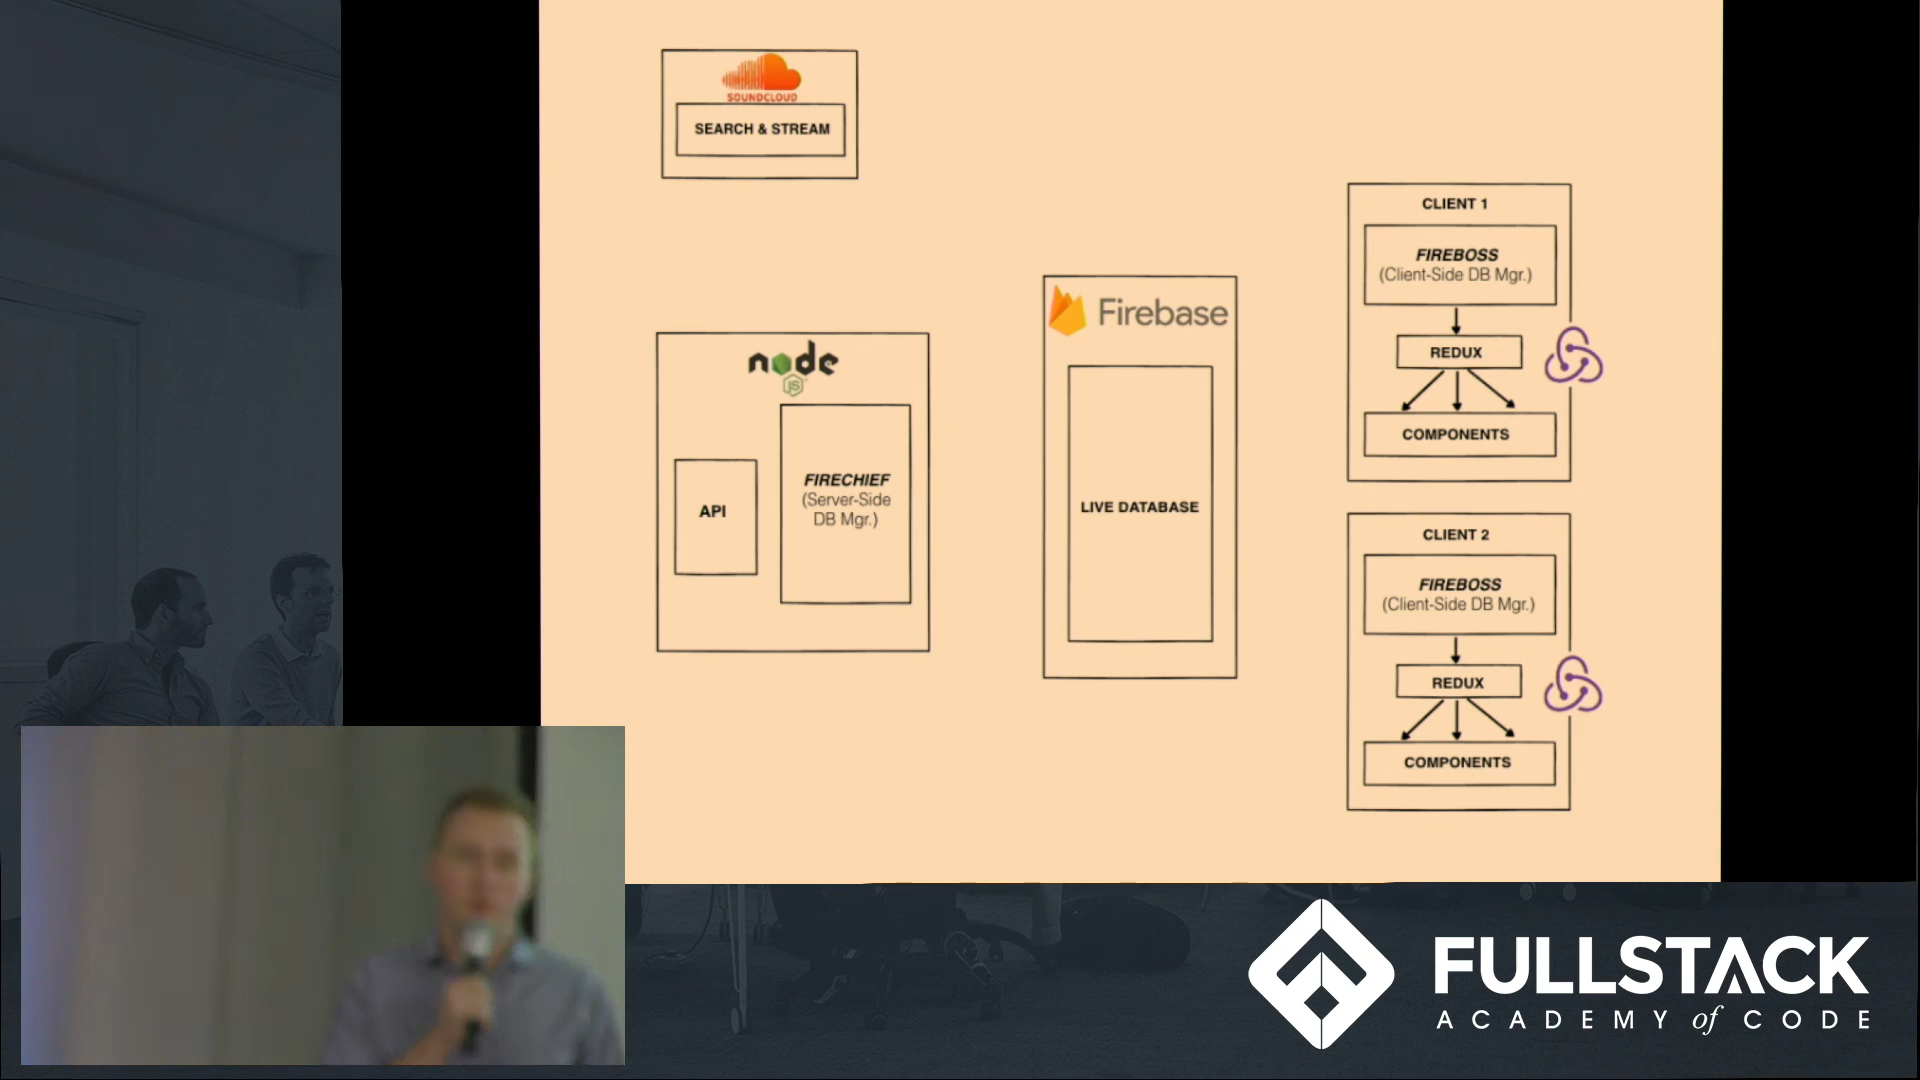 SOUNDCLOUD
SEARCH & STREAM
node
JS
API
FIRECHIEF
(Server-Side
DB Mgr.)
Firebase
LIVE DATABASE
CLIENT 1
FIREBOSS
(Client-Side DB Mgr.)
REDUX
COMPONENTS
CLIENT 2
FIREBOSS
(Client-Side DB Mgr.)
REDUX
COMPONENTS
FULLSTACK
ACADEMY of CODE